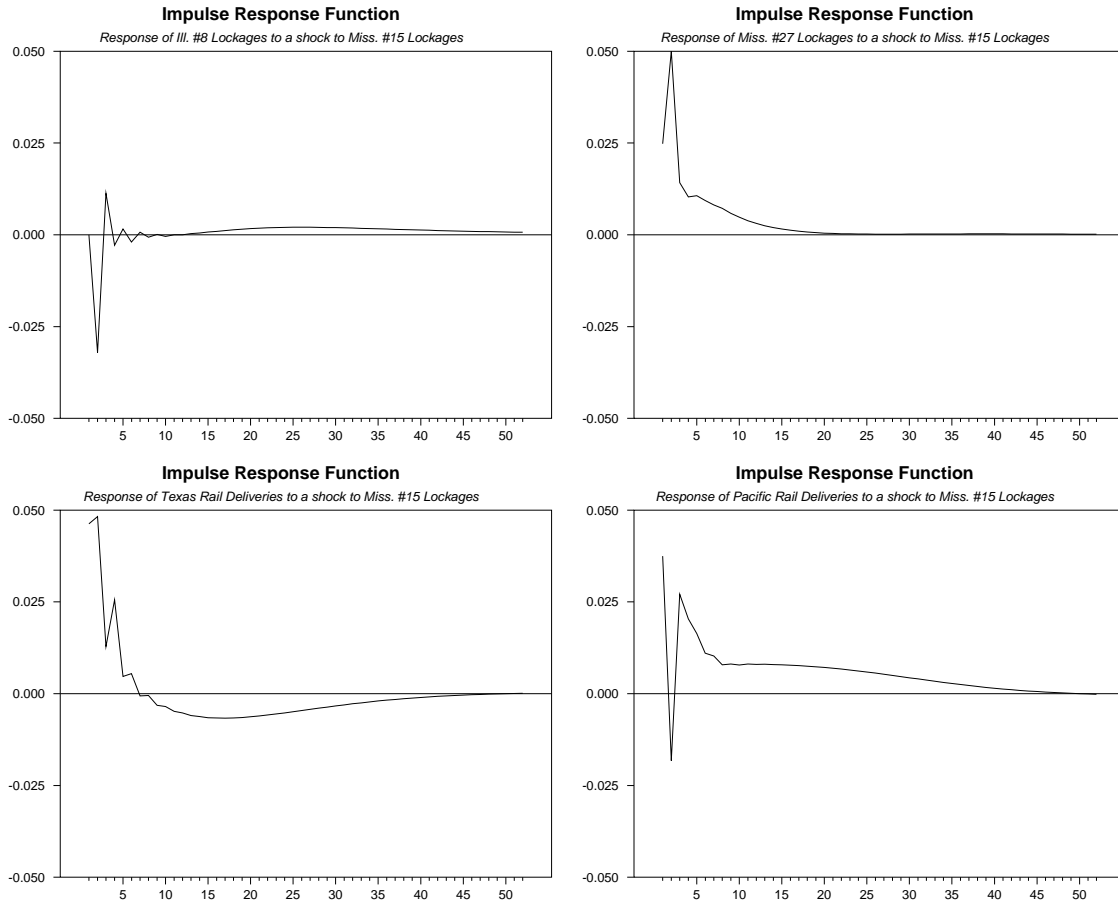 Impulse Response Function
Response of Ill. #8 Lockages to a shock to Miss. #15 Lockages
0.050
0.025
0.000
-0.025
-0.050
5 10 15 20 25 30 35 40 45 50
Impulse Response Function
Response of Miss. #27 Lockages to a shock to Miss. #15 Lockages
0.050
0.025
0.000
-0.025
-0.050
5 10 15 20 25 30 35 40 45 50
Impulse Response Function
Response of Texas Rail Deliveries to a shock to Miss. #15 Lockages
0.050
0.025
0.000
-0.025
-0.050
5 10 15 20 25 30 35 40 45 50
Impulse Response Function
Response of Pacific Rail Deliveries to a shock to Miss. #15 Lockages
0.050
0.025
0.000
-0.025
-0.050
5 10 15 20 25 30 35 40 45 50